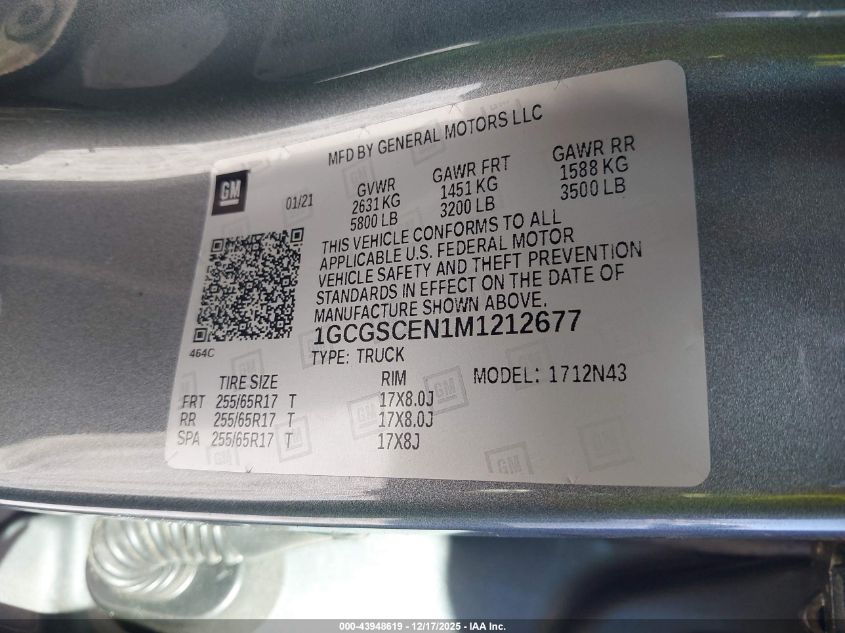 MFD BY GENERAL MOTORS LLC
GM
01/21
GVWR GAWR FRT GAWR RR
2631 KG 1451 KG 1588 KG
5800 LB 3200 LB 3500 LB
THIS VEHICLE CONFORMS TO ALL
APPLICABLE U.S. FEDERAL MOTOR
VEHICLE SAFETY AND THEFT PREVENTION
STANDARDS IN EFFECT ON THE DATE OF
MANUFACTURE SHOWN ABOVE.
1GCGSCEN1M1212677
464C
TYPE: TRUCK
TIRE SIZE RIM MODEL: 1712N43
FRT 255/65R17 T 17X8.0J
RR 255/65R17 T 17X8.0J
SPA 255/65R17 T 17X8J
000-43948619 - 12/17/2025 - IAA Inc.